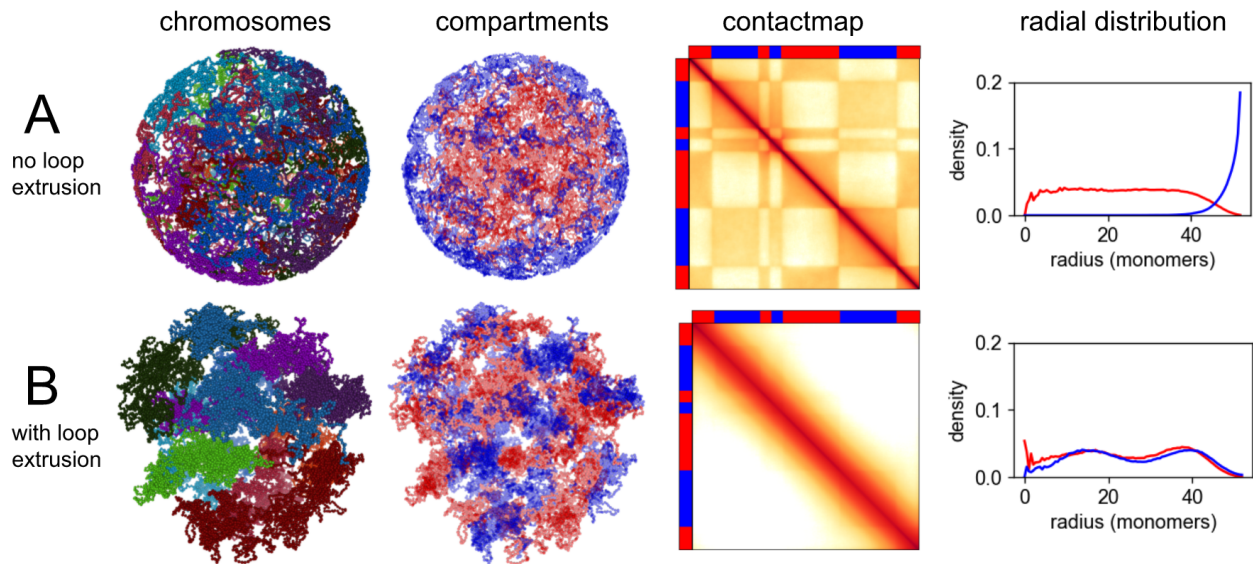 chromosomes
compartments
contactmap
radial distribution
A
no loop
extrusion
0.2
0.1
0.0
density
0
20
40
radius (monomers)
B
with loop
extrusion
0.2
0.1
0.0
density
0
20
40
radius (monomers)